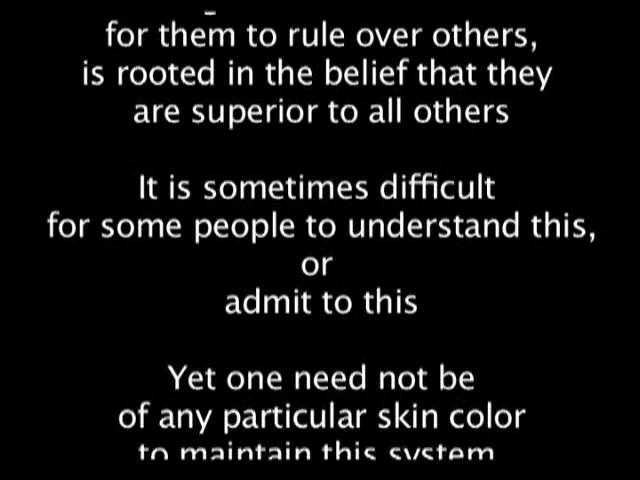 for them to rule over others,
is rooted in the belief that they
are superior to all others
It is sometimes difficult
for some people to understand this,
or
admit to this
Yet one need not be
of any particular skin color
to maintain this system